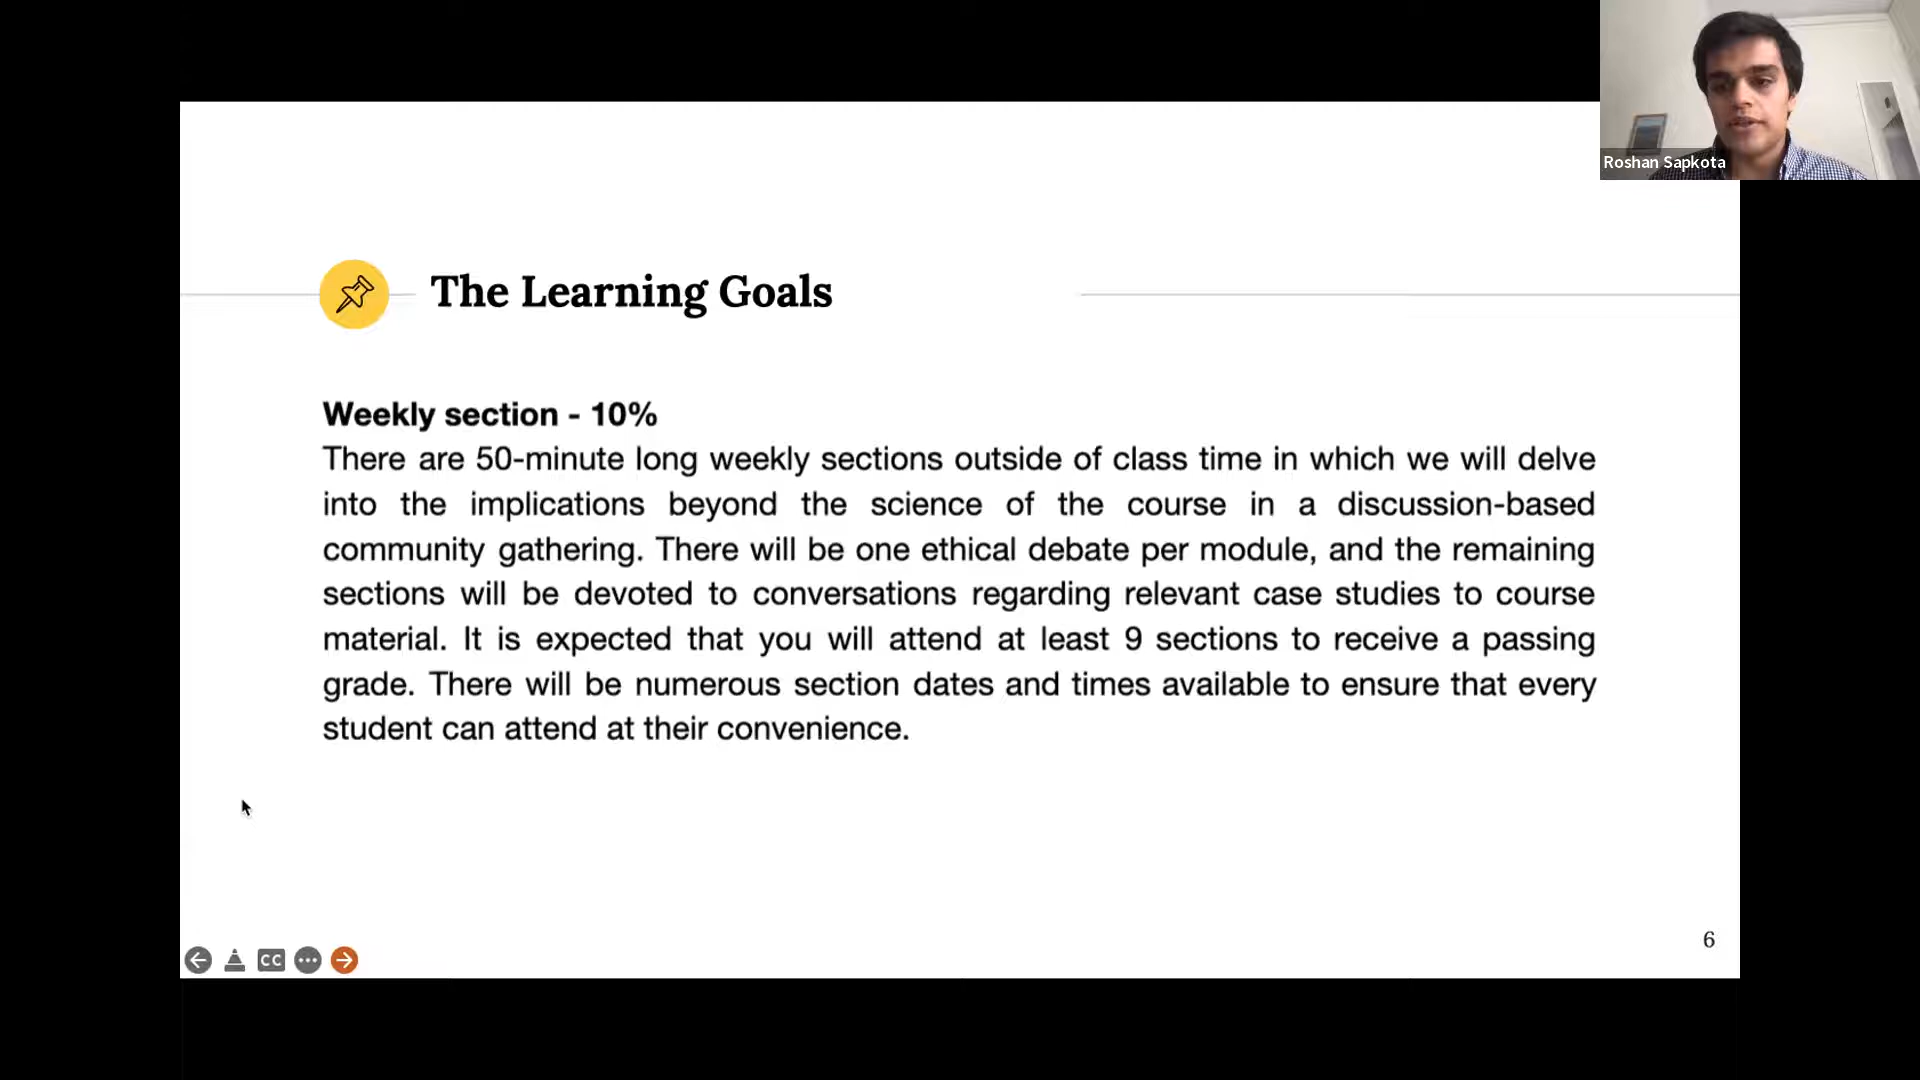 Roshan Sapkota
The Learning Goals
Weekly section - 10%
There are 50-minute long weekly sections outside of class time in which we will delve
into the implications beyond the science of the course in a discussion-based
community gathering. There will be one ethical debate per module, and the remaining
sections will be devoted to conversations regarding relevant case studies to course
material. It is expected that you will attend at least 9 sections to receive a passing
grade. There will be numerous section dates and times available to ensure that every
student can attend at their convenience.
6
CC